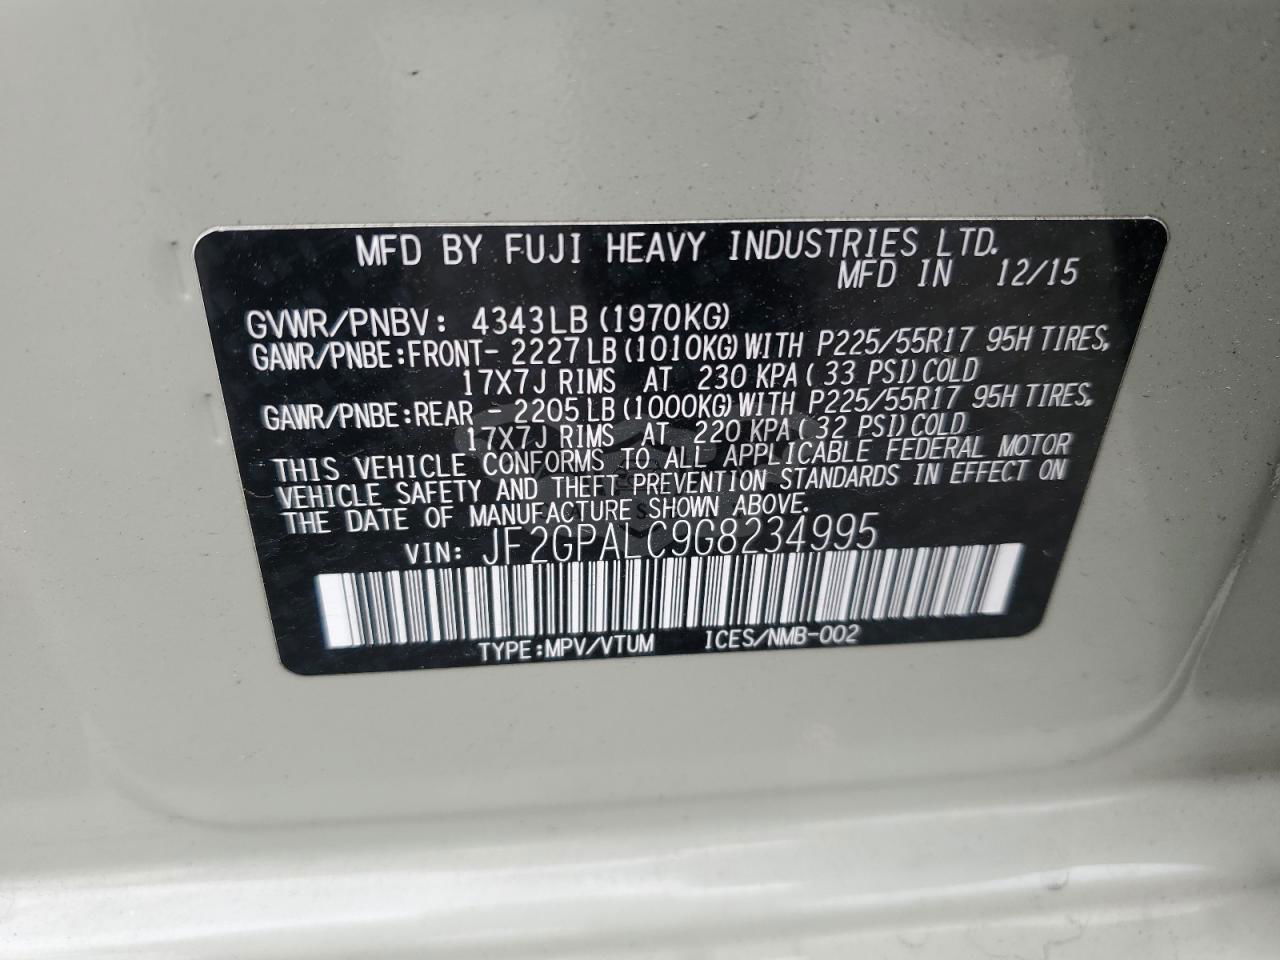 MFD BY FUJI HEAVY INDUSTRIES LTD.
MFD IN 12/15
GVWR/PNBV: 4343LB (1970KG)
GAWR/PNBE:FRONT- 2227LB (1010KG) WITH P225/55R17 95H TIRES,
17X7J RIMS AT 230 KPA ( 33 PSI) COLD
GAWR/PNBE:REAR - 2205LB (1000KG) WITH P225/55R17 95H TIRES,
17X7J RIMS AT 220 KPA ( 32 PSI) COLD
THIS VEHICLE CONFORMS TO ALL APPLICABLE FEDERAL MOTOR
VEHICLE SAFETY AND THEFT PREVENTION STANDARDS IN EFFECT ON
THE DATE OF MANUFACTURE SHOWN ABOVE.
VIN: JF2GPALC9G8234995
TYPE:MPV/VTUM ICES/NMB-002